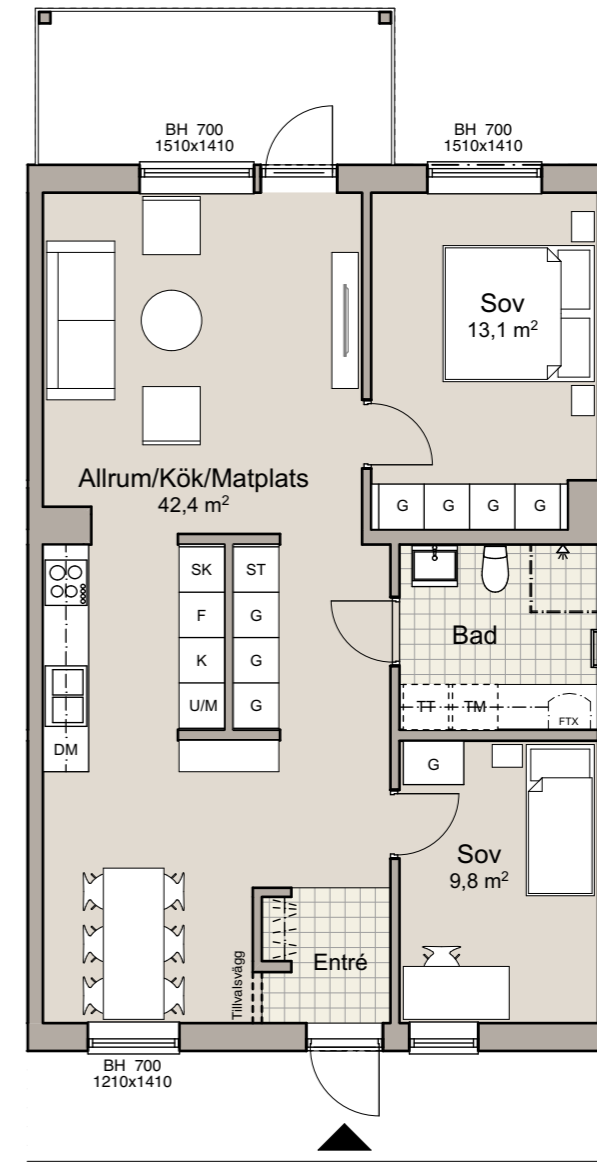 BH 700
1510x1410
BH 700
1510x1410
Sov
13,1 m²
Allrum/Kök/Matplats
42,4 m²
G G G G
SK ST
F G
K G
U/M G
DM
Bad
TT TM FTX
G
Sov
9,8 m²
Entré
Tillvalsvägg
BH 700
1210x1410